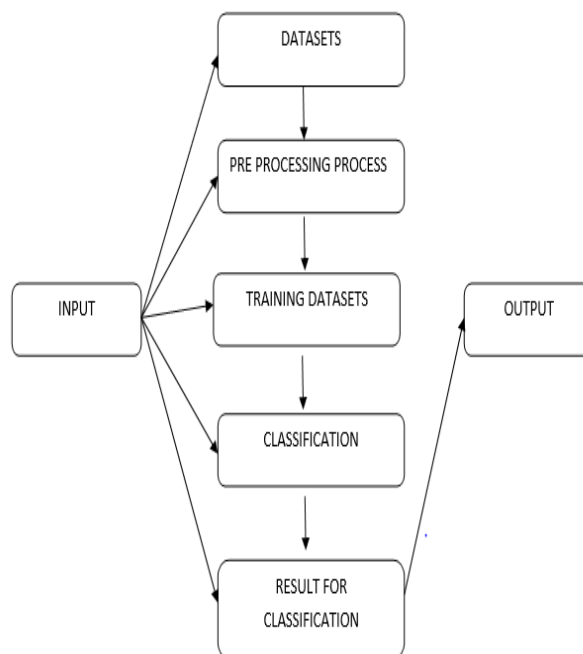 DATASETS
PRE PROCESSING PROCESS
TRAINING DATASETS
INPUT
OUTPUT
CLASSIFICATION
RESULT FOR
CLASSIFICATION